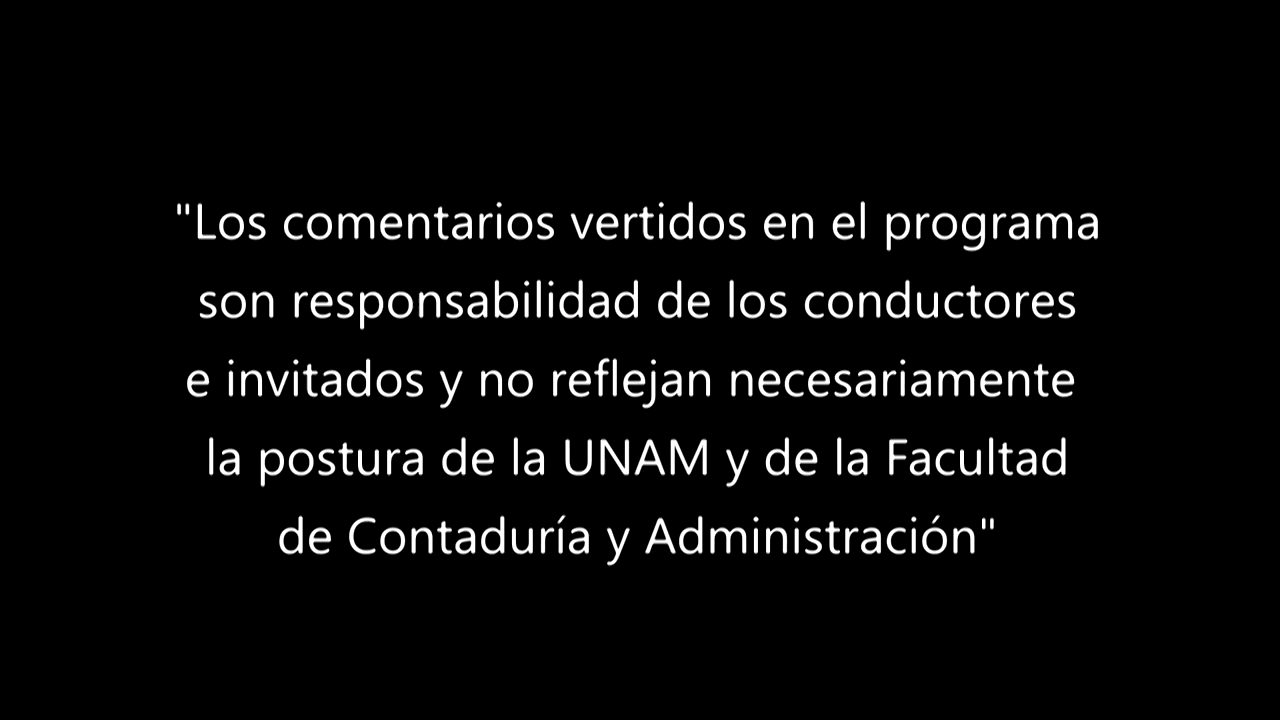 "Los comentarios vertidos en el programa
son responsabilidad de los conductores
e invitados y no reflejan necesariamente
la postura de la UNAM y de la Facultad
de Contaduría y Administración"